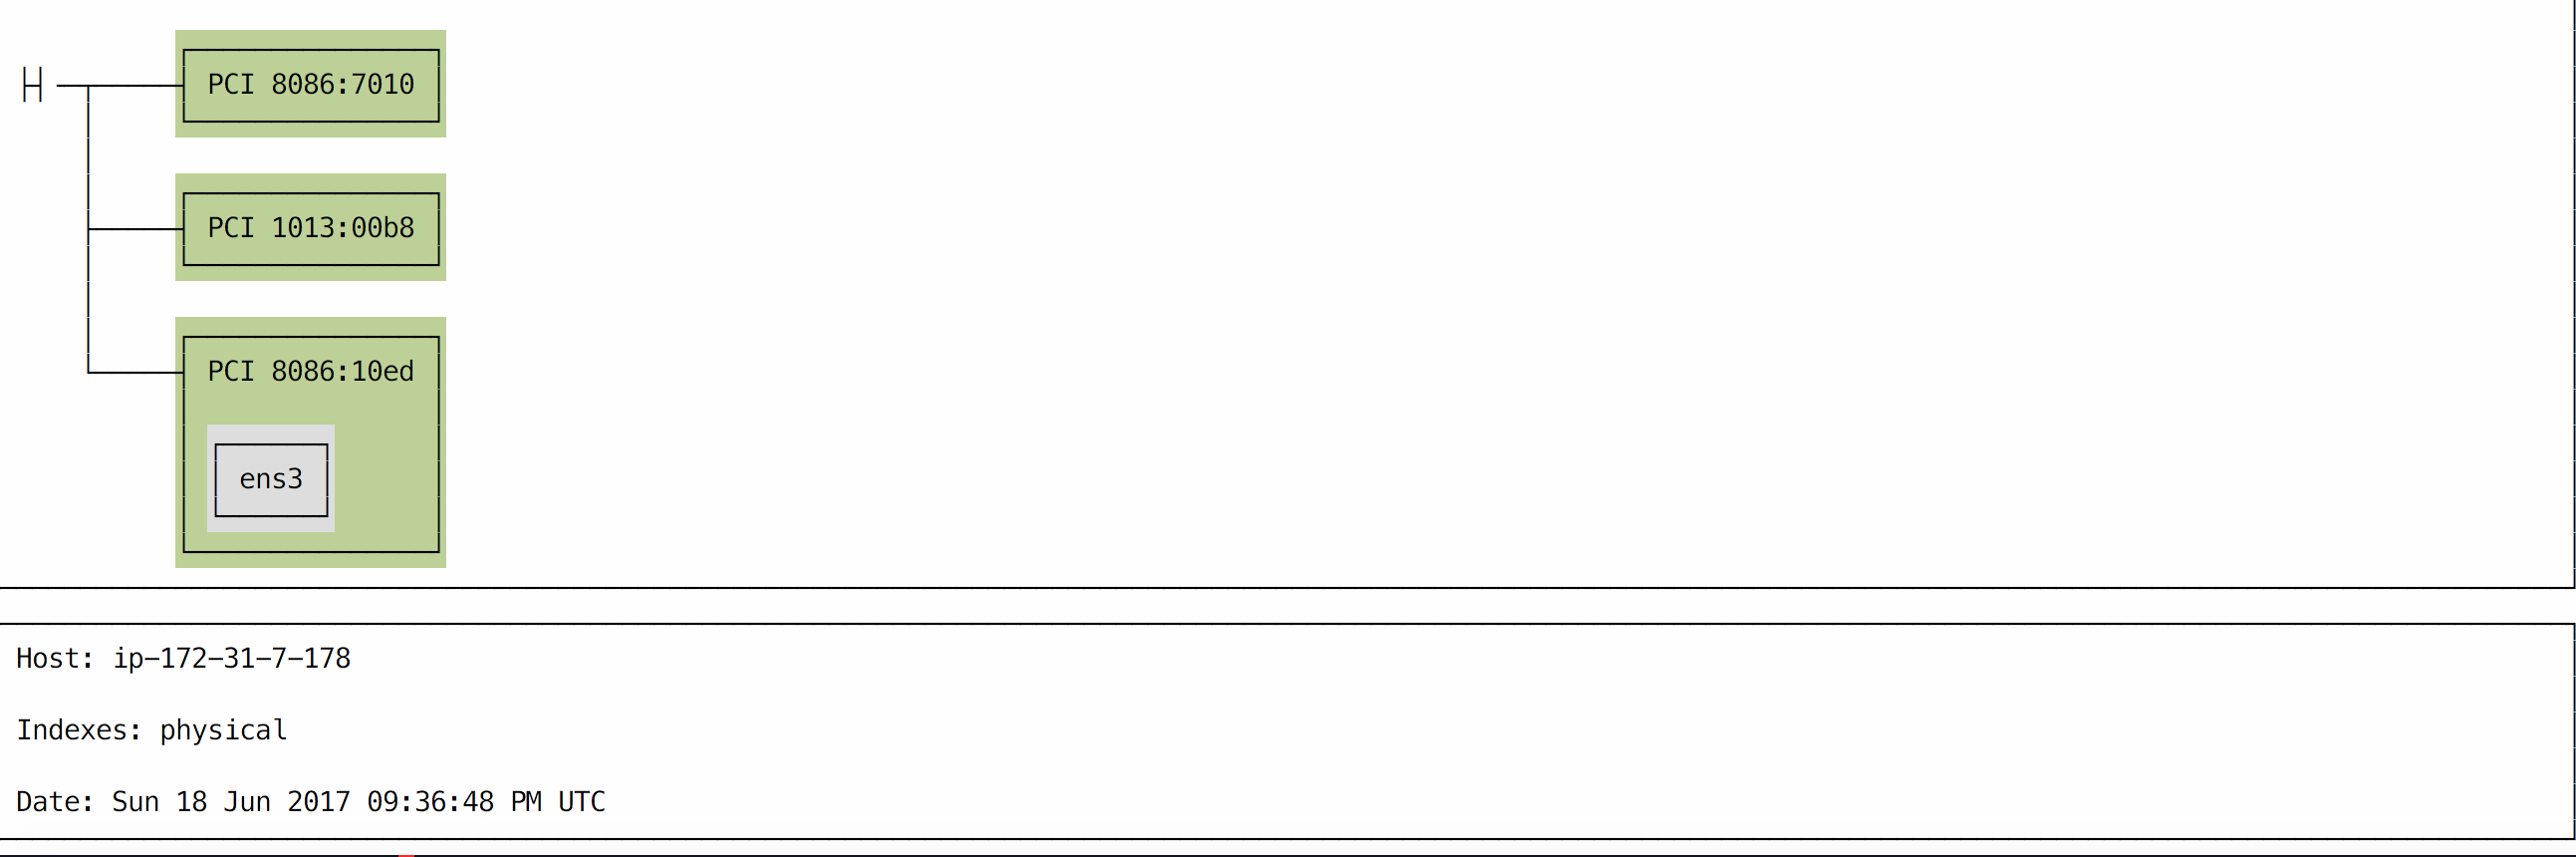 PCI 8086:7010
PCI 1013:00b8
PCI 8086:10ed
ens3
Host: ip-172-31-7-178
Indexes: physical
Date: Sun 18 Jun 2017 09:36:48 PM UTC